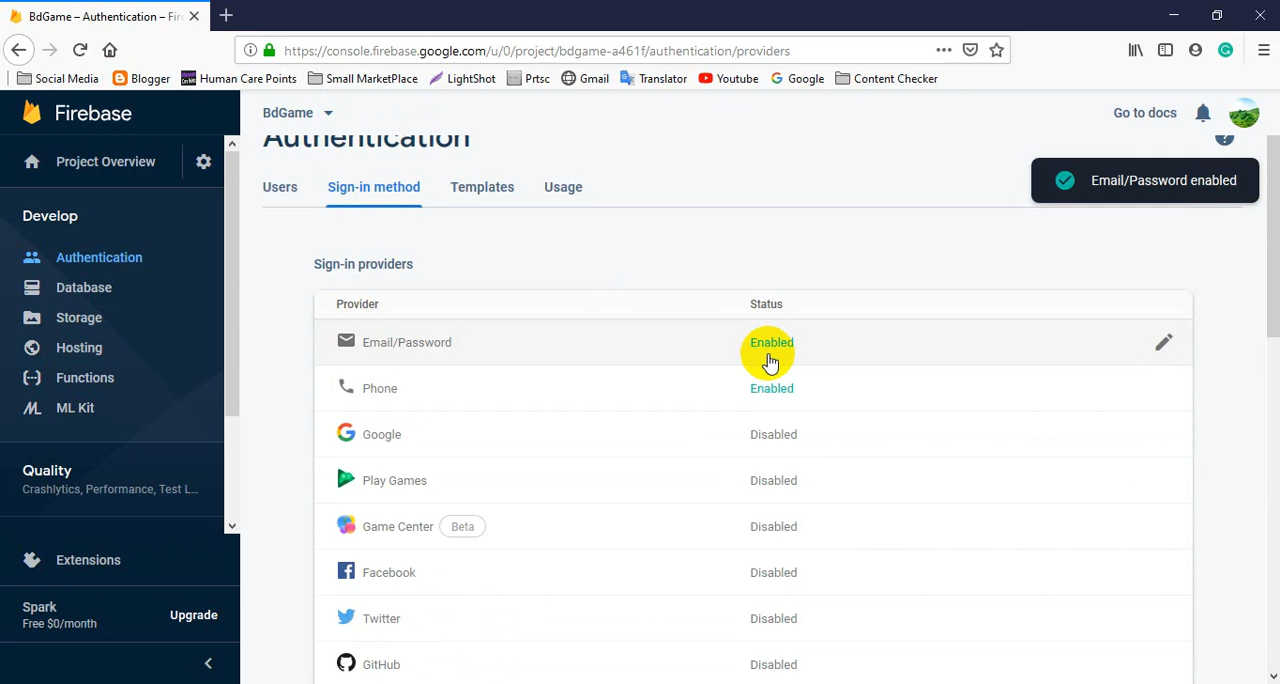 BdGame – Authentication – Fir
https://console.firebase.google.com/u/0/project/bdgame-a461f/authentication/providers
Social Media Blogger Human Care Points Small MarketPlace LightShot Prtsc Gmail Translator Youtube Google Content Checker
Firebase
BdGame
Go to docs
Project Overview
Authentication
Users Sign-in method Templates Usage
Email/Password enabled
Develop
Authentication
Database
Storage
Hosting
Functions
ML Kit
Quality
Crashlytics, Performance, Test L...
Extensions
Spark
Free $0/month
Upgrade
Sign-in providers
Provider Status
Email/Password Enabled
Phone Enabled
Google Disabled
Play Games Disabled
Game Center Beta Disabled
Facebook Disabled
Twitter Disabled
GitHub Disabled